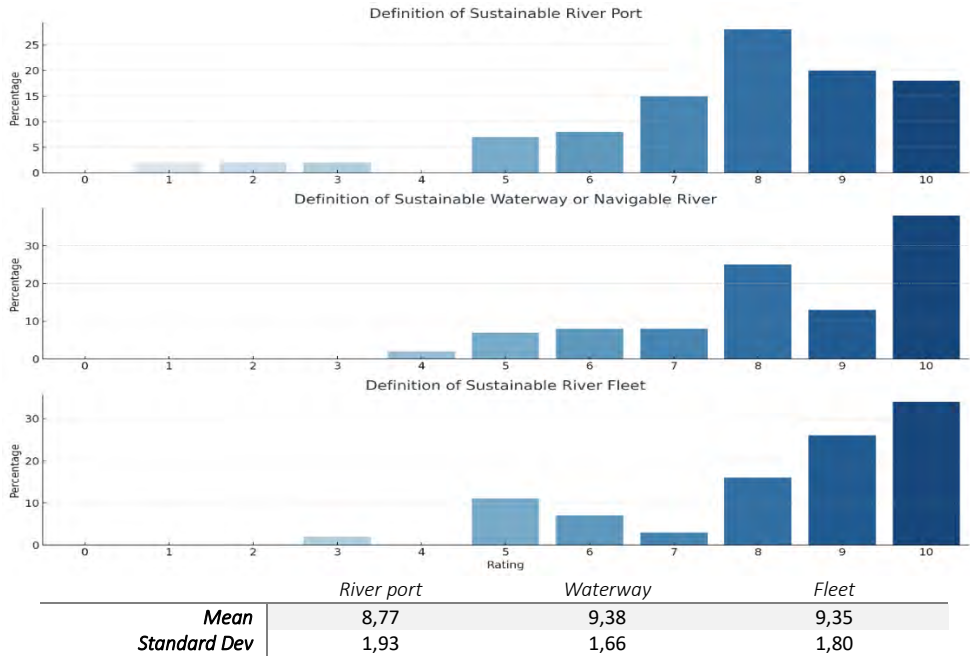 Definition of Sustainable River Port
Percentage
25
20
15
10
5
0
0 1 2 3 4 5 6 7 8 9 10
Definition of Sustainable Waterway or Navigable River
Percentage
30
20
10
0
0 1 2 3 4 5 6 7 8 9 10
Definition of Sustainable River Fleet
Percentage
30
20
10
0
0 1 2 3 4 5 6 7 8 9 10
Rating
River port Waterway Fleet
Mean 8,77 9,38 9,35
Standard Dev 1,93 1,66 1,80